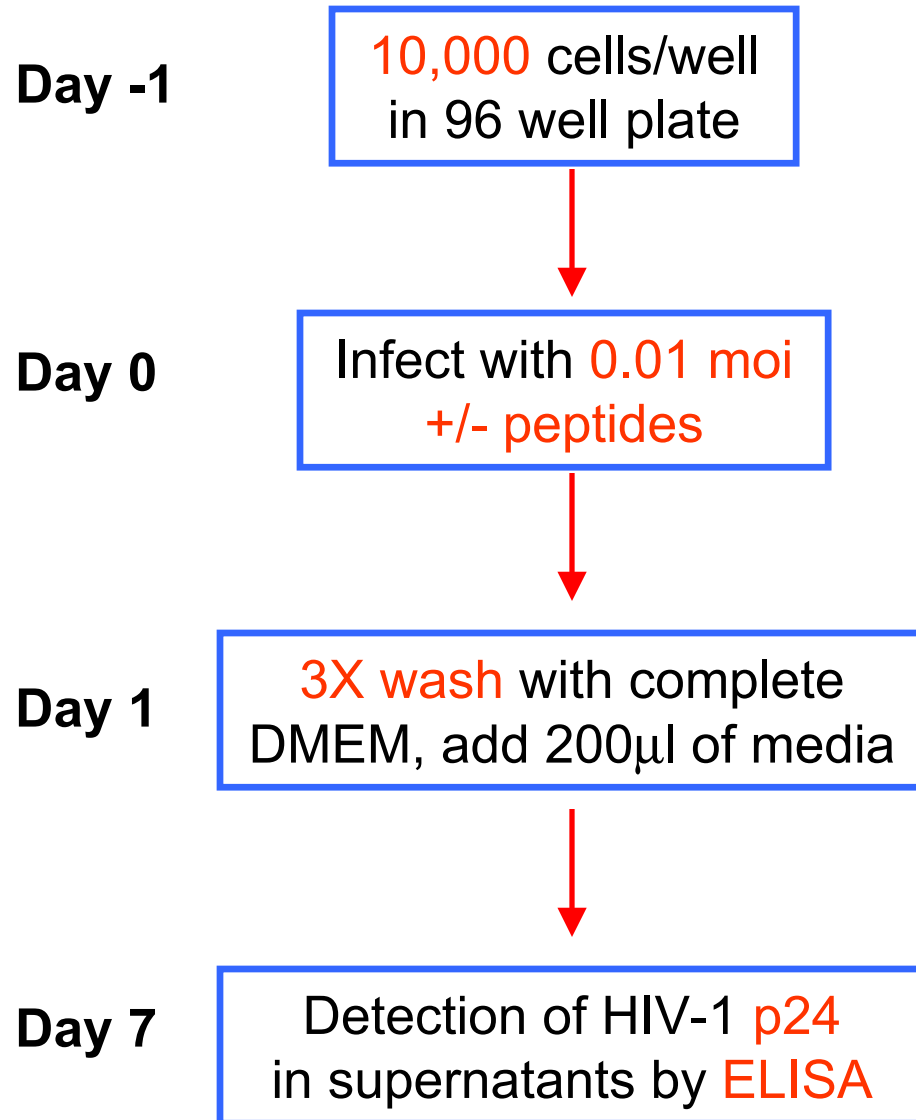 Day -1
10,000 cells/well
in 96 well plate
Day 0
Infect with 0.01 moi
+/- peptides
Day 1
3X wash with complete
DMEM, add 200μl of media
Day 7
Detection of HIV-1 p24
in supernatants by ELISA